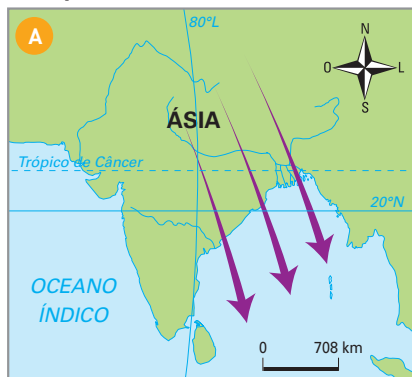 A
80°L
N
O
L
S
ÁSIA
Trópico de Câncer
20°N
OCEANO
ÍNDICO
0 708 km